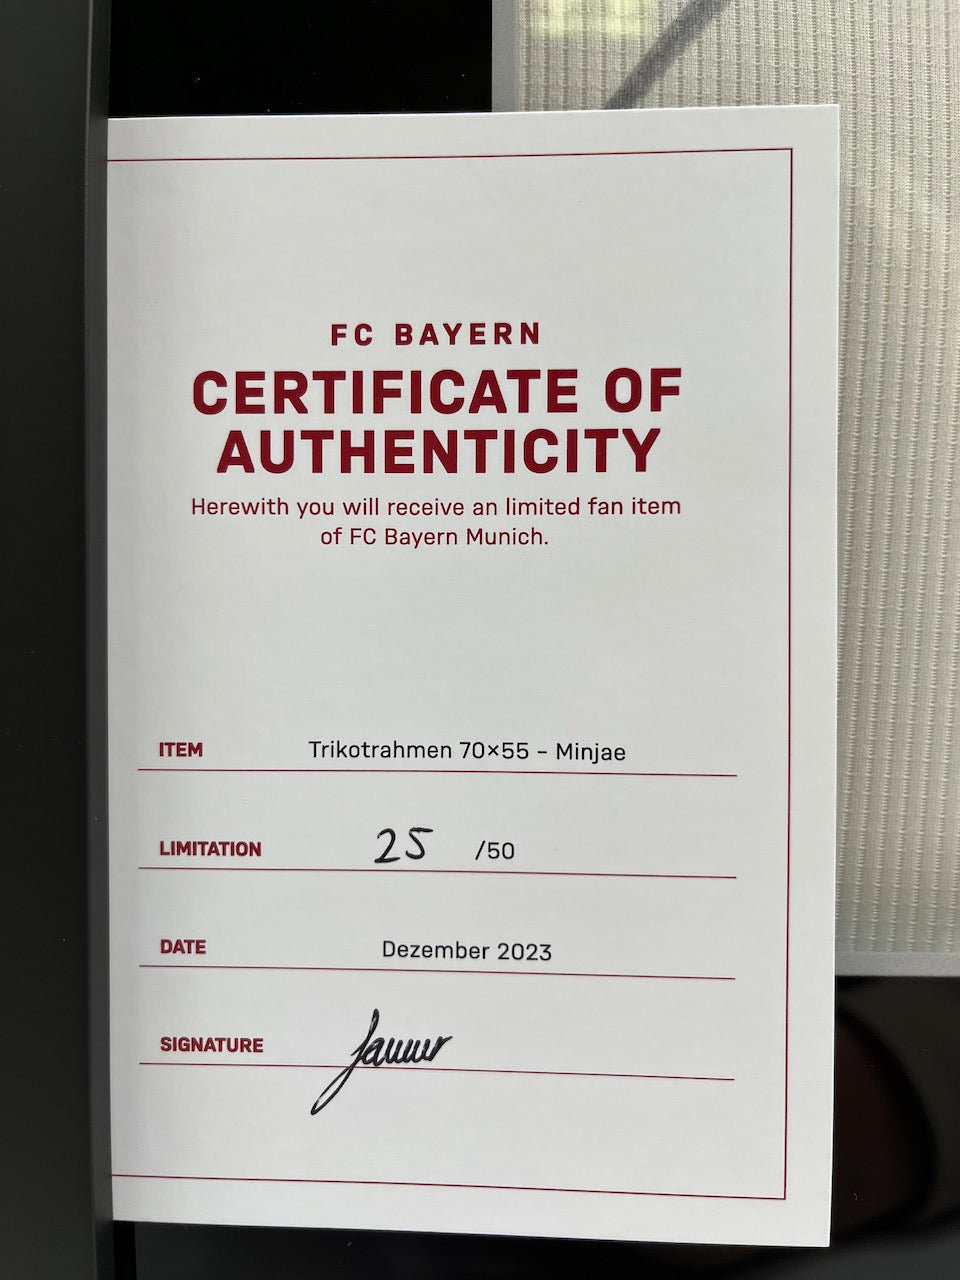 FC BAYERN
CERTIFICATE OF
AUTHENTICITY
Herewith you will receive an limited fan item
of FC Bayern Munich.
ITEM Trikotrahmen 70×55 – Minjae
LIMITATION 25 /50
DATE Dezember 2023
SIGNATURE